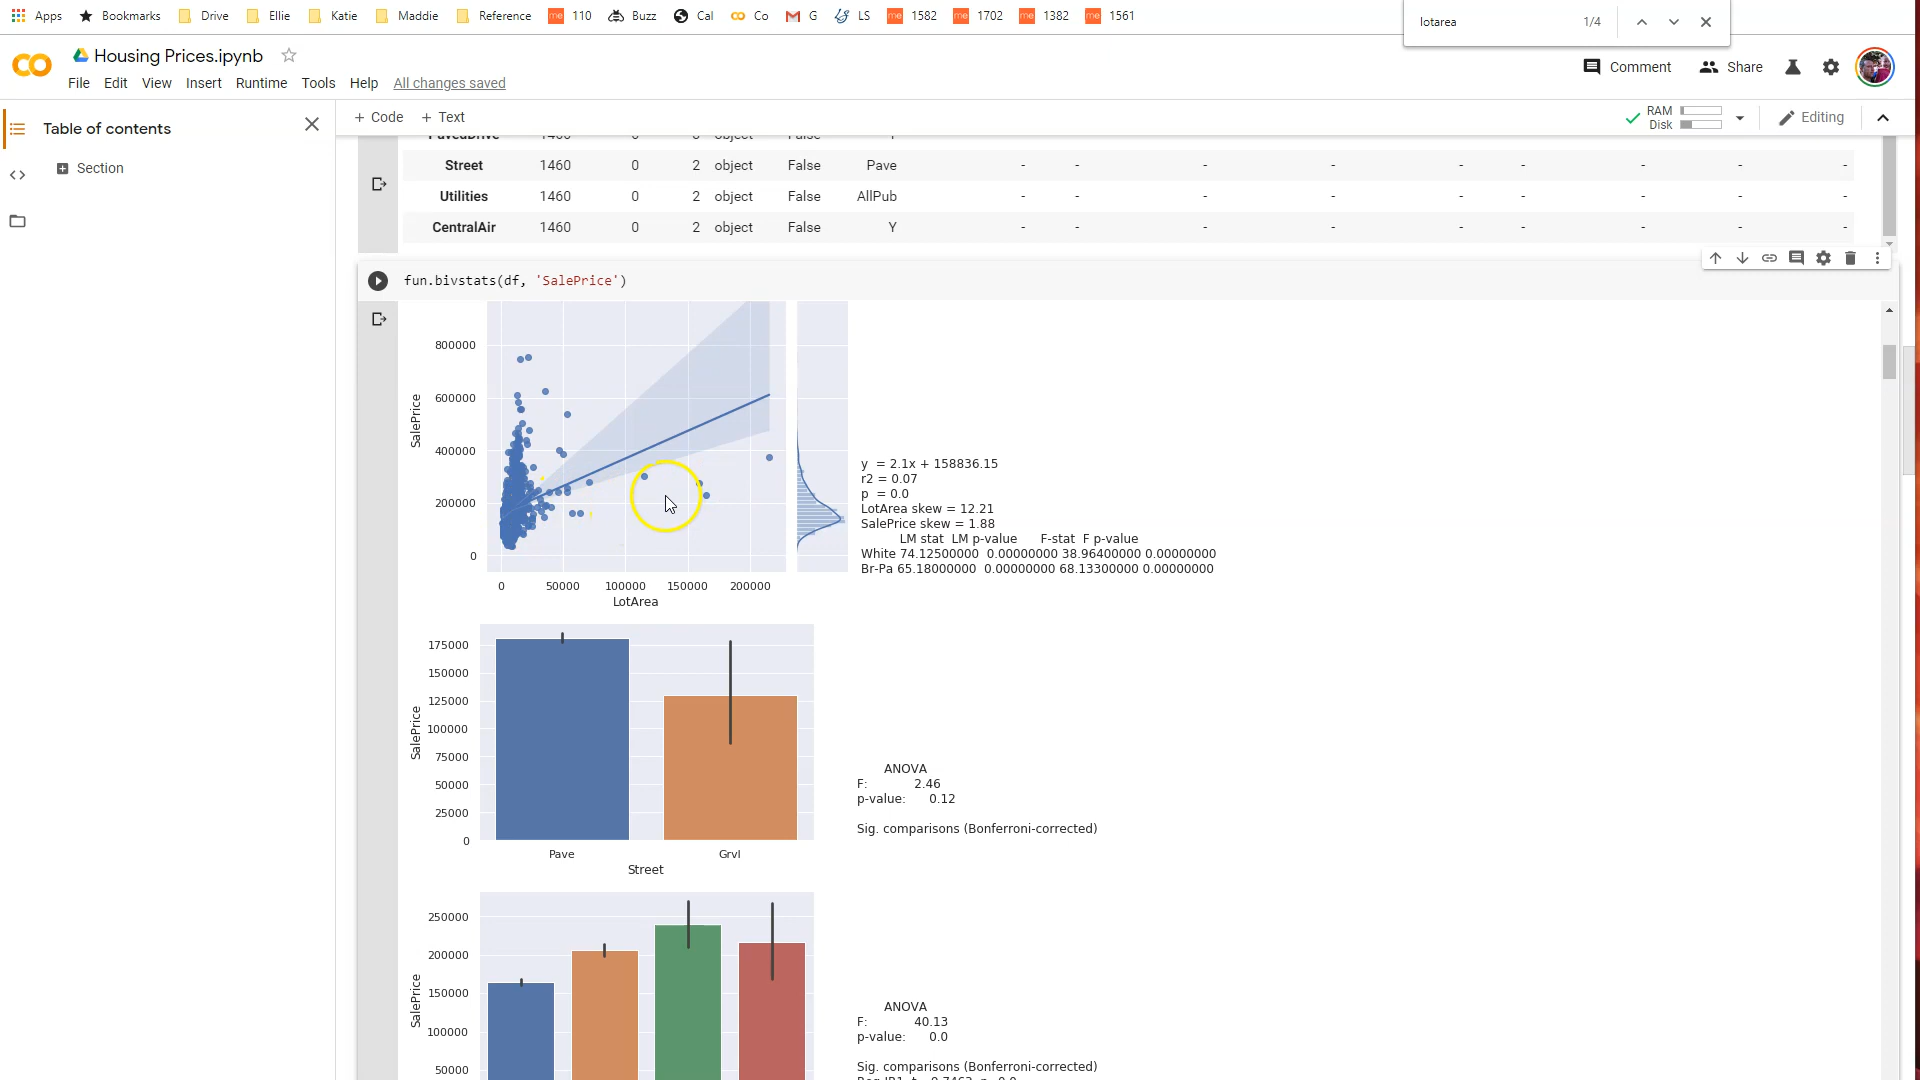 Apps Bookmarks Drive Ellie Katie Maddie Reference 110 Buzz Cal Co G LS 1582 1702 1382 1561
lotarea 1/4
Housing Prices.ipynb
File Edit View Insert Runtime Tools Help All changes saved
Comment Share
Table of contents
Section
+ Code + Text
RAM
Disk
Editing
Street 1460 0 2 object False Pave - - - - - - - - -
Utilities 1460 0 2 object False AllPub - - - - - - - - -
CentralAir 1460 0 2 object False Y - - - - - - - - -
fun.bivstats(df, 'SalePrice')
800000
600000
400000
200000
0
SalePrice
0 50000 100000 150000 200000
LotArea
y = 2.1x + 158836.15
r2 = 0.07
p = 0.0
LotArea skew = 12.21
SalePrice skew = 1.88
LM stat LM p-value F-stat F p-value
White 74.12500000 0.00000000 38.96400000 0.00000000
Br-Pa 65.18000000 0.00000000 68.13300000 0.00000000
175000
150000
125000
100000
75000
50000
25000
0
SalePrice
Pave Grvl
Street
ANOVA
F: 2.46
p-value: 0.12
Sig. comparisons (Bonferroni-corrected)
250000
200000
150000
100000
50000
SalePrice
ANOVA
F: 40.13
p-value: 0.0
Sig. comparisons (Bonferroni-corrected)